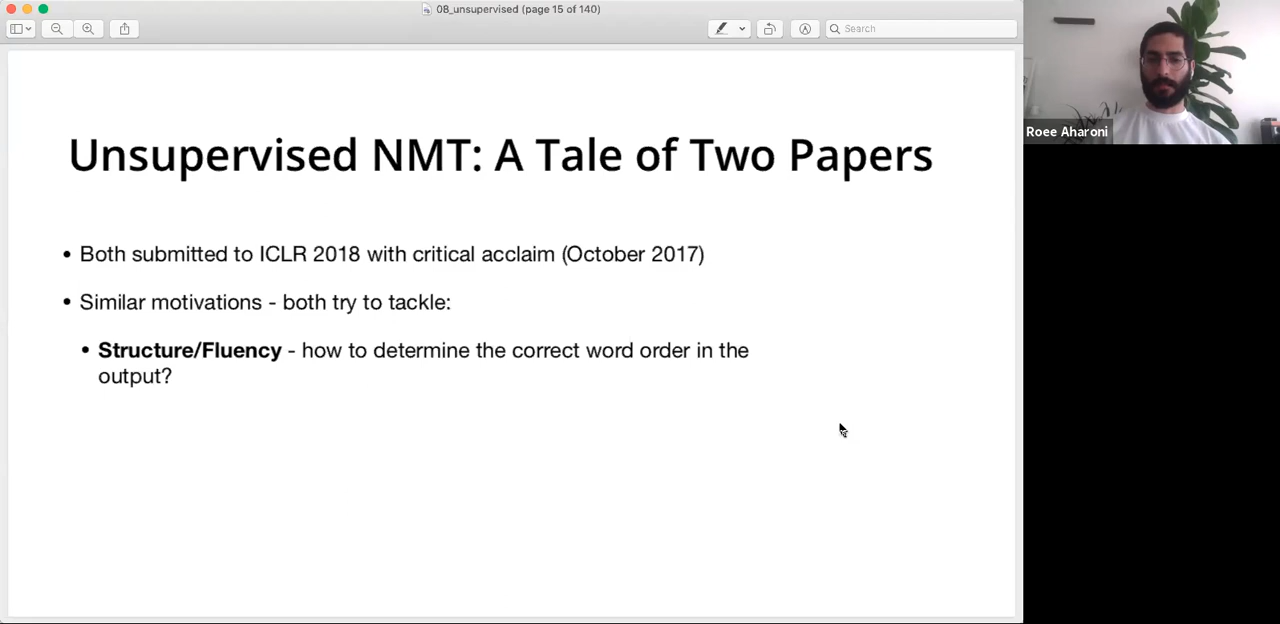 08_unsupervised (page 15 of 140)
Search
Unsupervised NMT: A Tale of Two Papers
• Both submitted to ICLR 2018 with critical acclaim (October 2017)
• Similar motivations - both try to tackle:
• Structure/Fluency - how to determine the correct word order in the
output?
Roee Aharoni